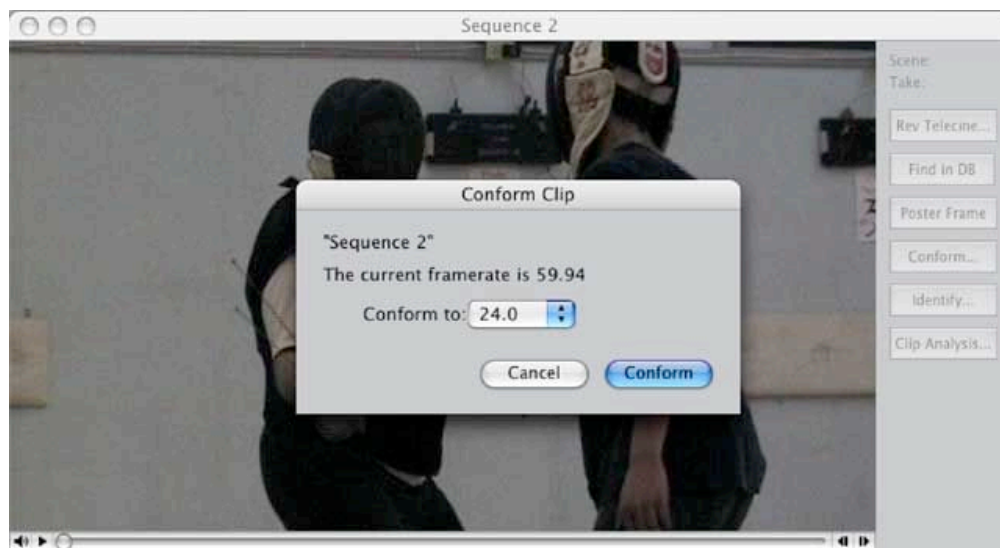 Sequence 2
Scene:
Take:
Rev Telecine...
Find in DB
Poster Frame
Conform...
Identify...
Clip Analysis...
Conform Clip
"Sequence 2"
The current framerate is 59.94
Conform to: 24.0
Cancel
Conform